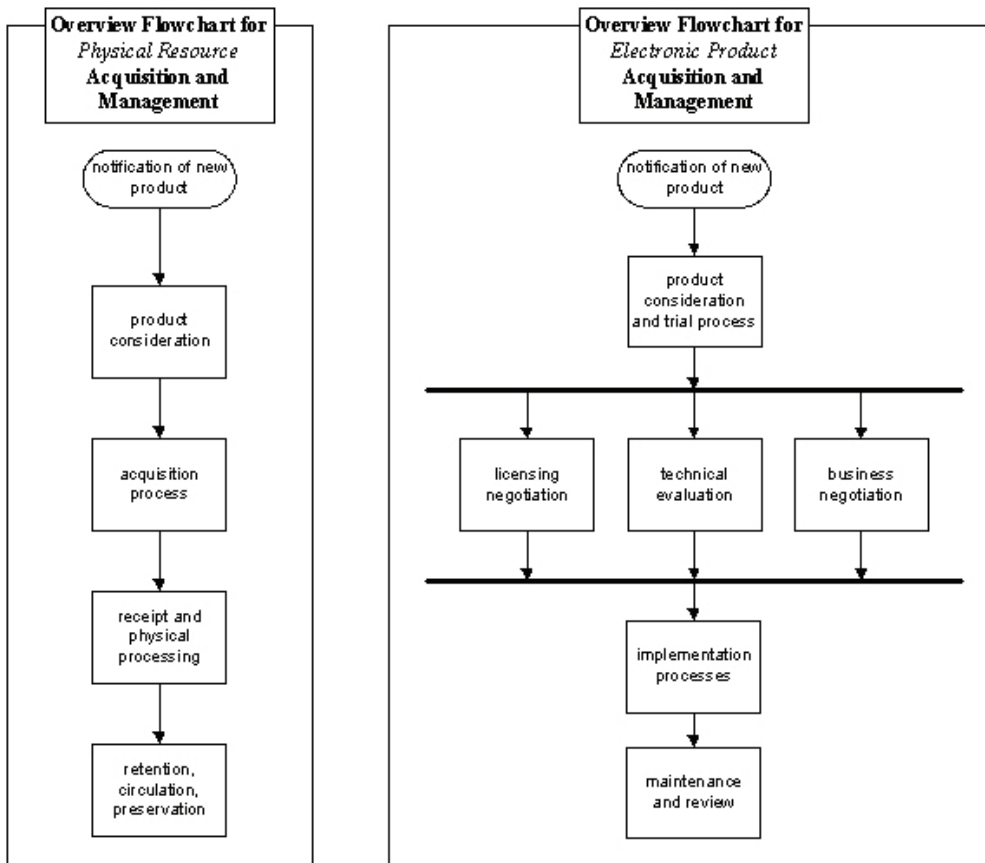 Overview Flowchart for
Physical Resource
Acquisition and
Management
notification of new
product
product
consideration
acquisition
process
receipt and
physical
processing
retention,
circulation,
preservation
Overview Flowchart for
Electronic Product
Acquisition and
Management
notification of new
product
product
consideration
and trial process
licensing
negotiation
technical
evaluation
business
negotiation
implementation
processes
maintenance
and review